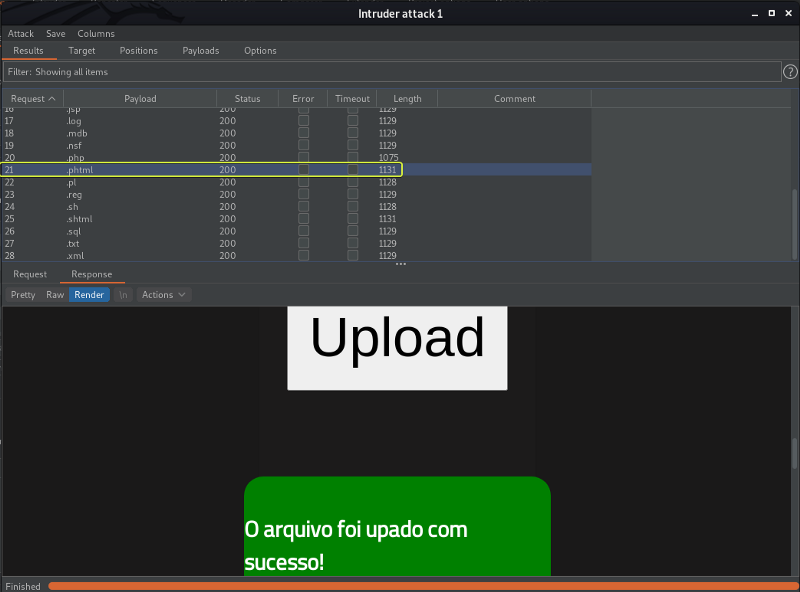 Intruder attack 1
Attack Save Columns
Results Target Positions Payloads Options
Filter: Showing all items ?
Request Payload Status Error Timeout Length Comment
16 .jsp 200 1129
17 .log 200 1129
18 .mdb 200 1129
19 .nsf 200 1129
20 .php 200 1075
21 .phtml 200 1131
22 .pl 200 1128
23 .reg 200 1129
24 .sh 200 1128
25 .shtml 200 1131
26 .sql 200 1129
27 .txt 200 1129
28 .xml 200 1129
Request Response
Pretty Raw Render \n Actions
Upload
O arquivo foi upado com
sucesso!
Finished